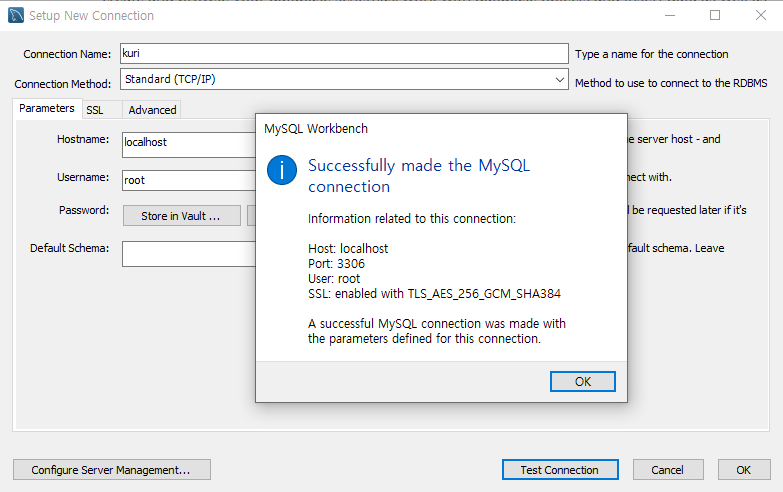 Setup New Connection
Connection Name: kuri Type a name for the connection
Connection Method: Standard (TCP/IP) Method to use to connect to the RDBMS
Parameters SSL Advanced
Hostname: localhost server host - and
Username: root with.
Password: Store in Vault ... be requested later if it's
Default Schema: schema. Leave
MySQL Workbench
Successfully made the MySQL
connection
Information related to this connection:
Host: localhost
Port: 3306
User: root
SSL: enabled with TLS_AES_256_GCM_SHA384
A successful MySQL connection was made with
the parameters defined for this connection.
OK
Configure Server Management... Test Connection Cancel OK